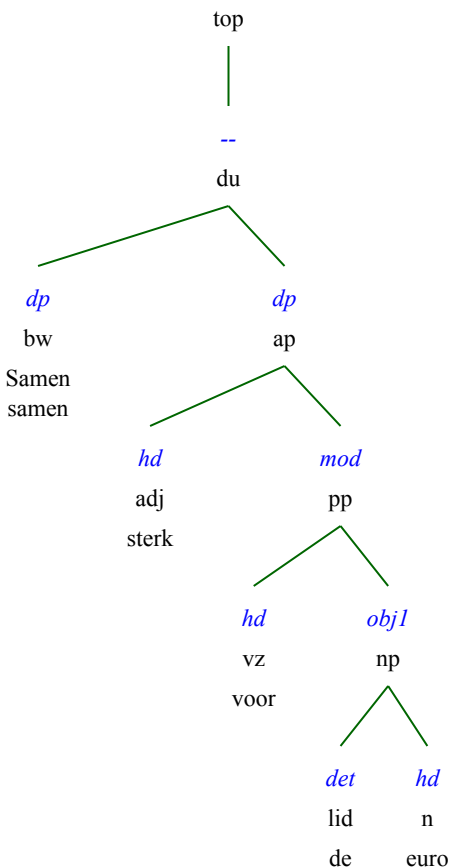 top
--
du
dp dp
bw ap
Samen
samen
hd mod
adj pp
sterk
hd obj1
vz np
voor
det hd
lid n
de euro